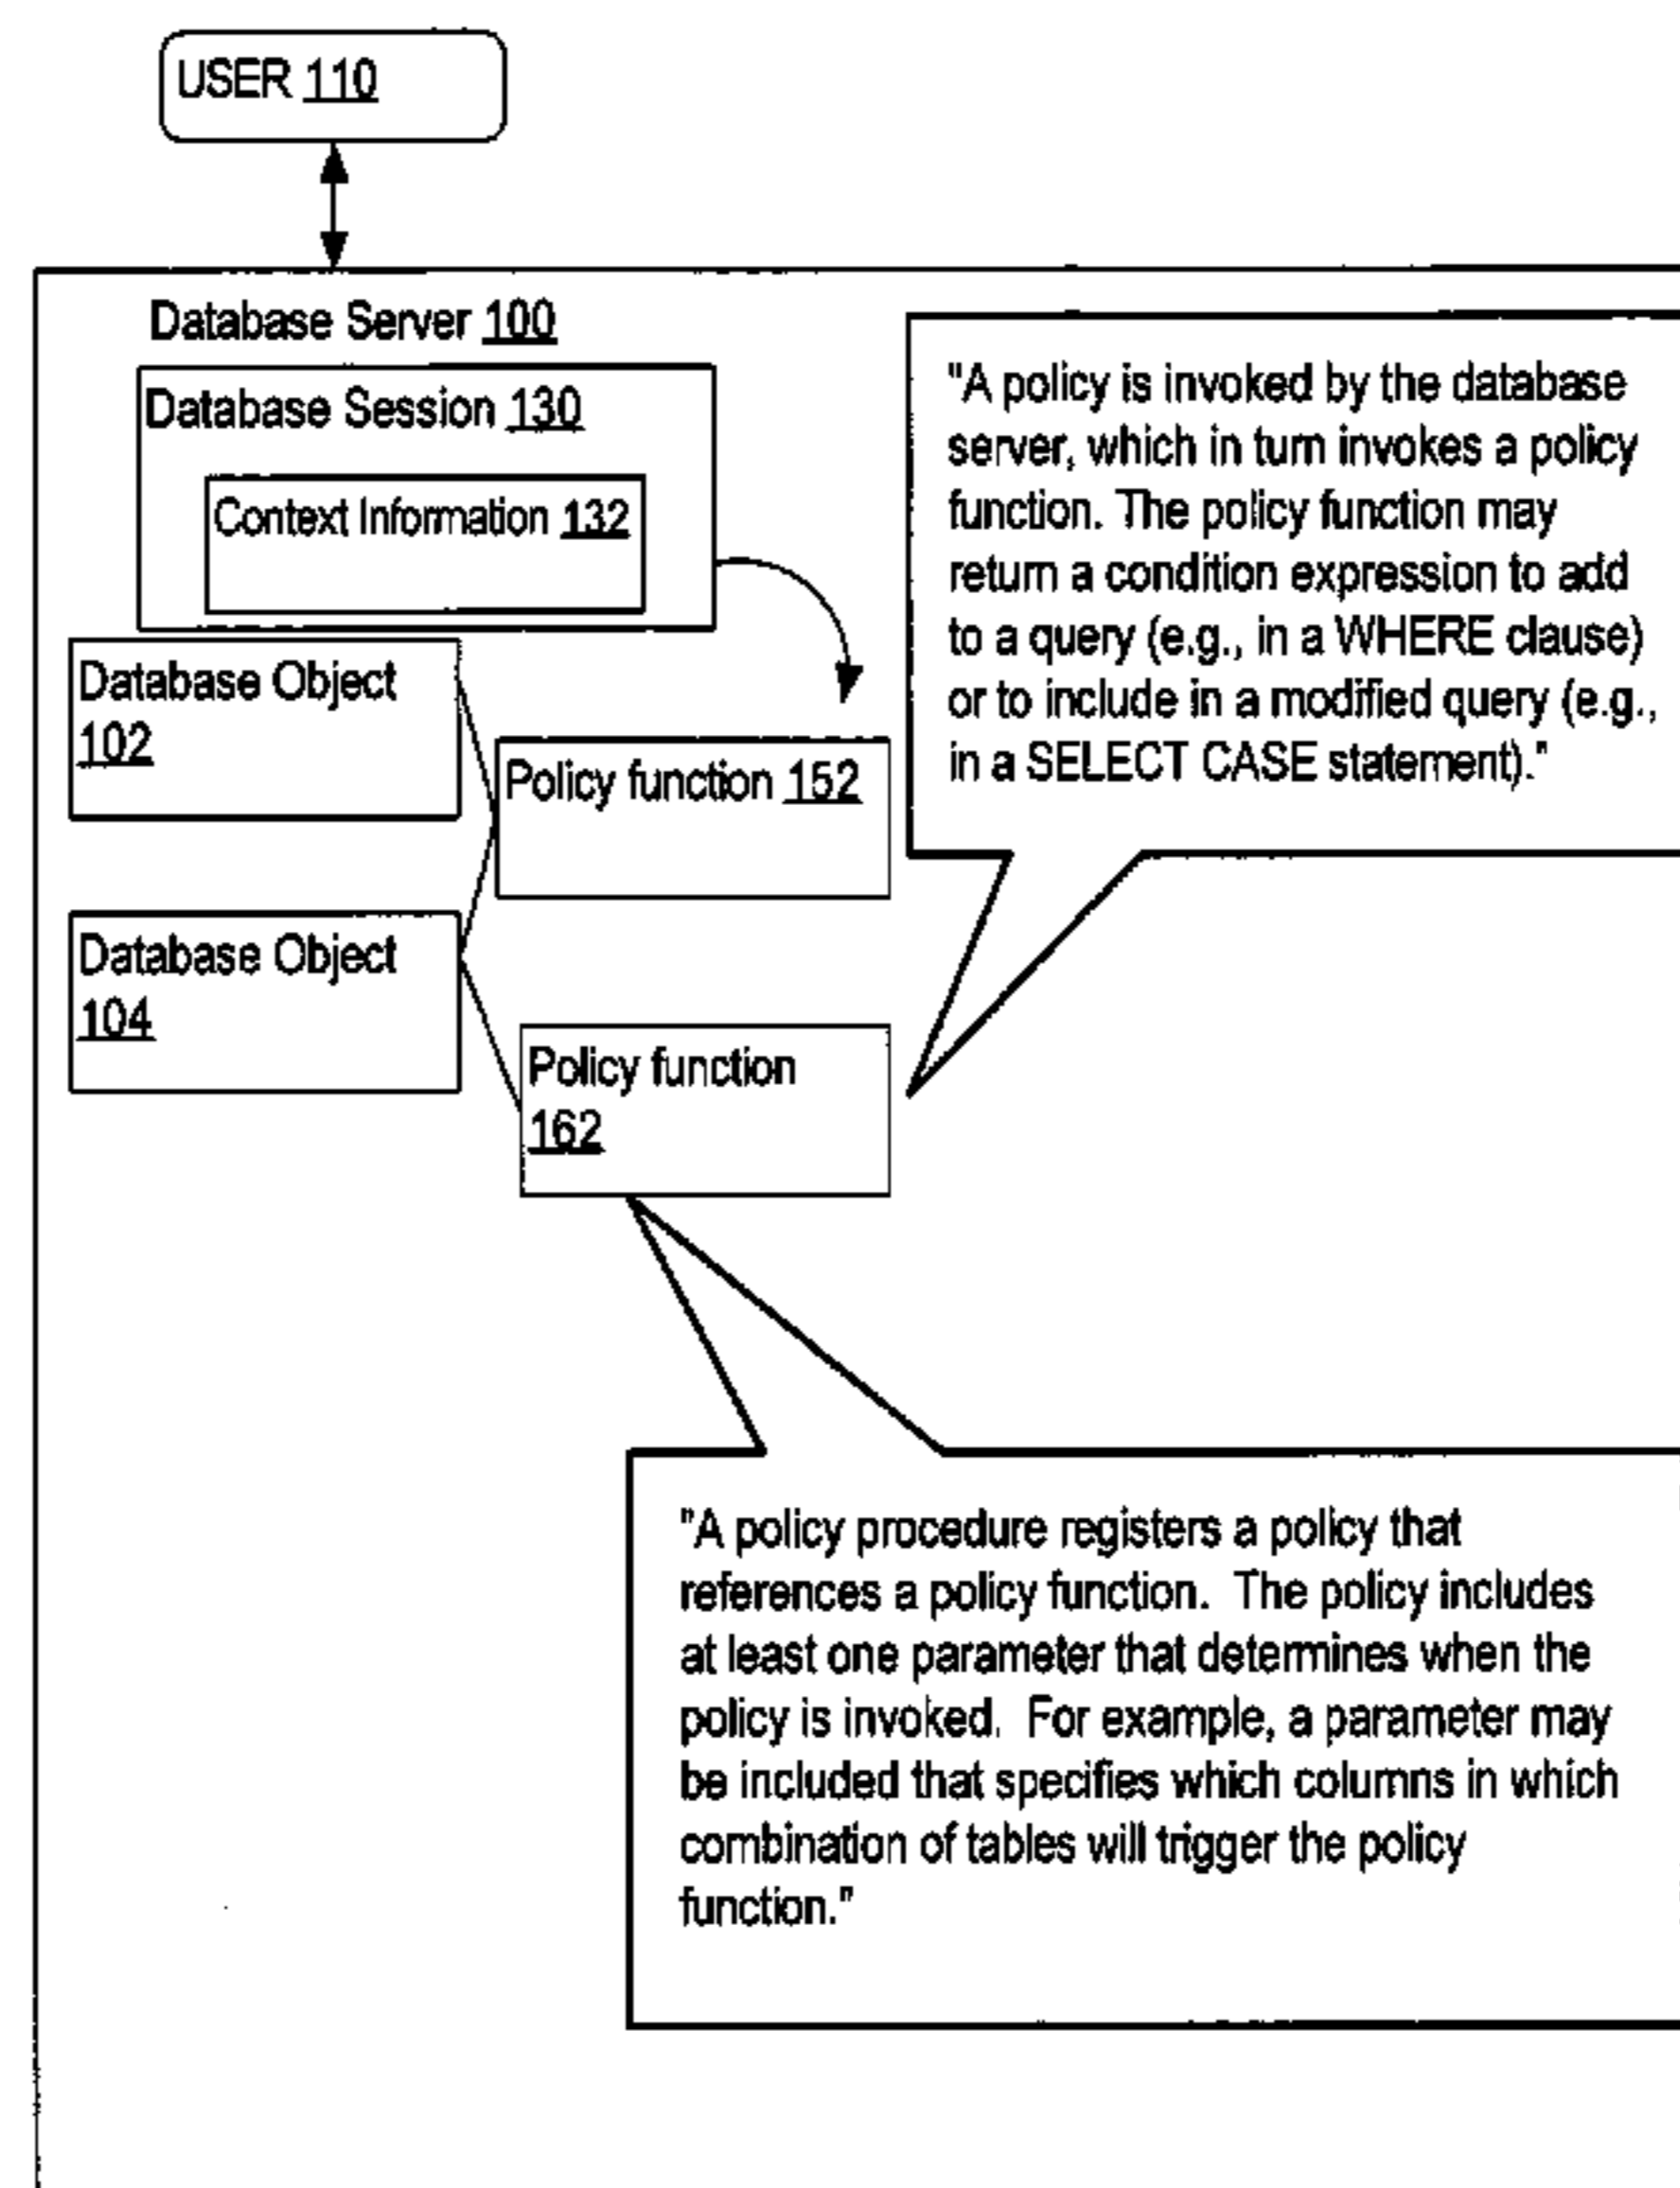 USER 110
Database Server 100
Database Session 130
Context Information 132
Database Object
102
Policy function 152
Database Object
104
Policy function
162
"A policy is invoked by the database
server, which in turn invokes a policy
function. The policy function may
return a condition expression to add
to a query (e.g., in a WHERE clause)
or to include in a modified query (e.g.,
in a SELECT CASE statement)."
"A policy procedure registers a policy that
references a policy function. The policy includes
at least one parameter that determines when the
policy is invoked. For example, a parameter may
be included that specifies which columns in which
combination of tables will trigger the policy
function."